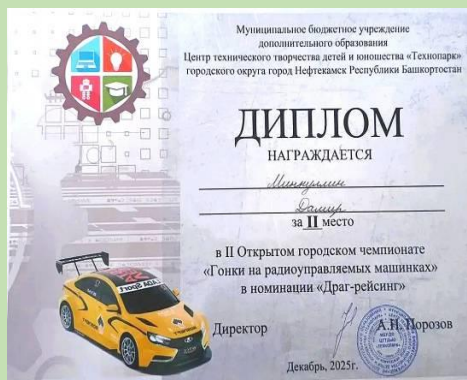 Муниципальное бюджетное учреждение
дополнительного образования
Центр технического творчества детей и юношества «Технопарк»
городского округа город Нефтекамск Республики Башкортостан
ДИПЛОМ
НАГРАЖДАЕТСЯ
Минкуллин
Дамир
за II место
в II Открытом городском чемпионате
«Гонки на радиоуправляемых машинках»
в номинации «Драг-рейсинг»
Директор А.И. Порозов
Декабрь, 2025г.